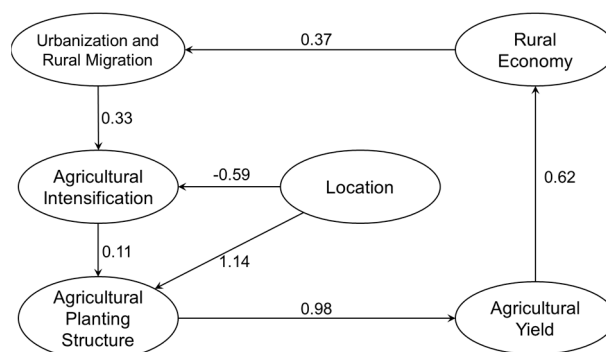 Urbanization and
Rural Migration
0.37
Rural
Economy
0.33
Agricultural
Intensification
-0.59
Location
0.62
0.11
1.14
Agricultural
Planting
Structure
0.98
Agricultural
Yield